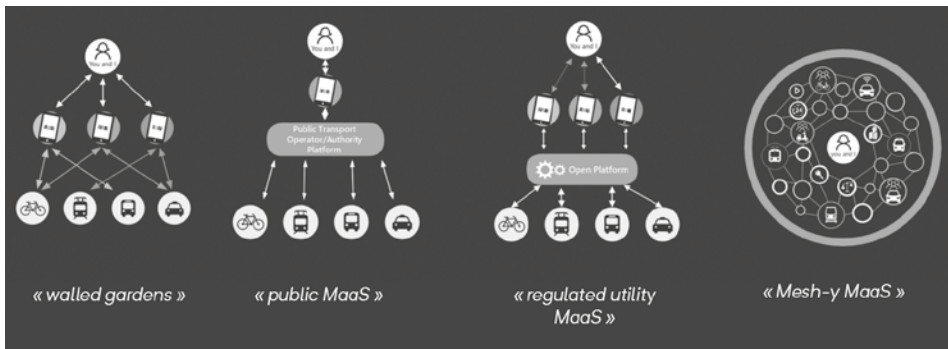 You and I
You and I
You and I
you and I
Public Transport
Operator/Authority
Platform
Open Platform
« walled gardens »
« public MaaS »
« regulated utility
MaaS »
« Mesh-y MaaS »